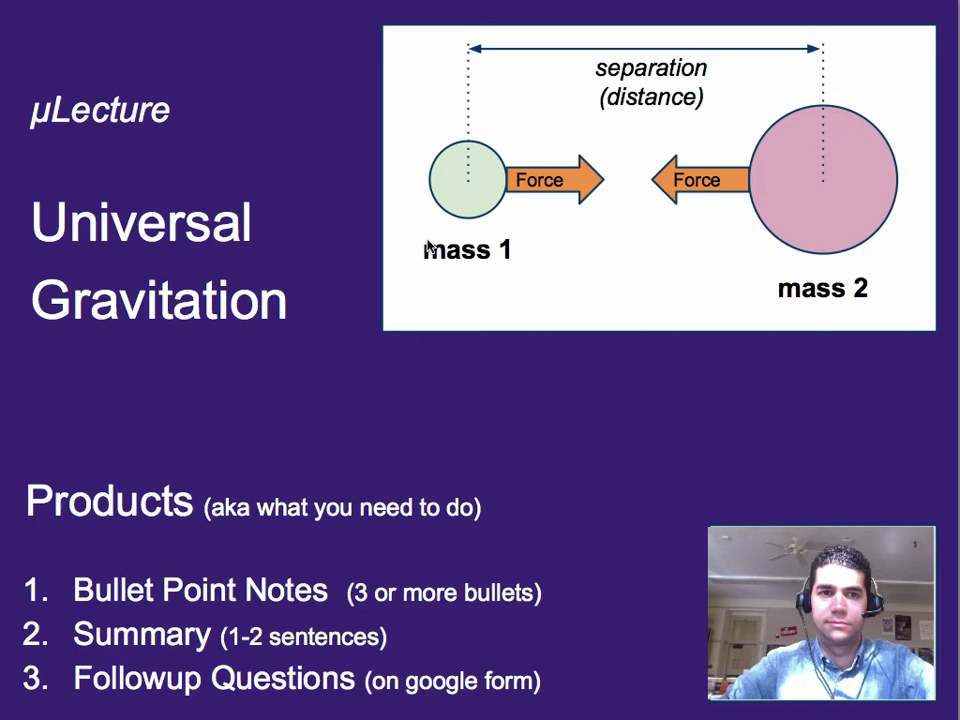 µLecture
Universal
Gravitation
separation
(distance)
Force
Force
mass 1
mass 2
Products (aka what you need to do)
1. Bullet Point Notes (3 or more bullets)
2. Summary (1-2 sentences)
3. Followup Questions (on google form)